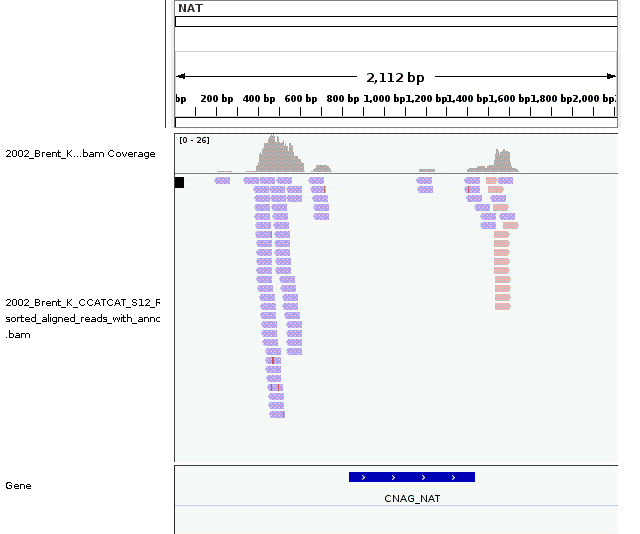 NAT
2,112 bp
bp 200 bp 400 bp 600 bp 800 bp 1,000 bp 1,200 bp 1,400 bp 1,600 bp 1,800 bp 2,000 bp
[0 - 26]
2002_Brent_K...bam Coverage
2002_Brent_K_CCATCAT_S12_R
sorted_aligned_reads_with_annc
.bam
Gene
CNAG_NAT